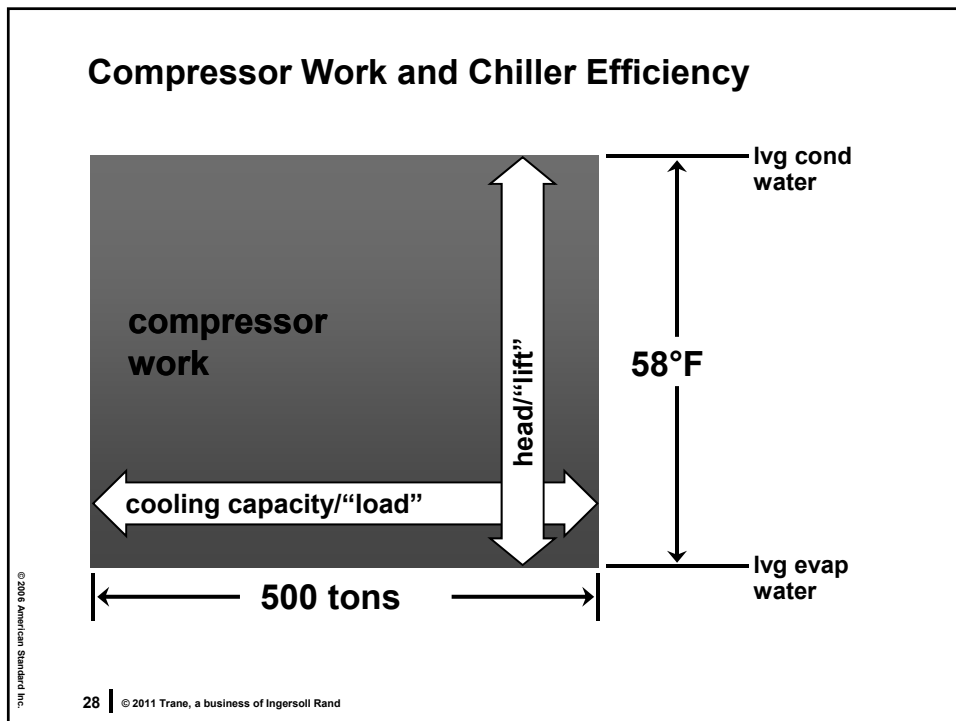 Compressor Work and Chiller Efficiency
lvg cond
water
compressor
work
head/“lift”
58°F
cooling capacity/“load”
lvg evap
water
500 tons
© 2006 American Standard Inc.
28 © 2011 Trane, a business of Ingersoll Rand